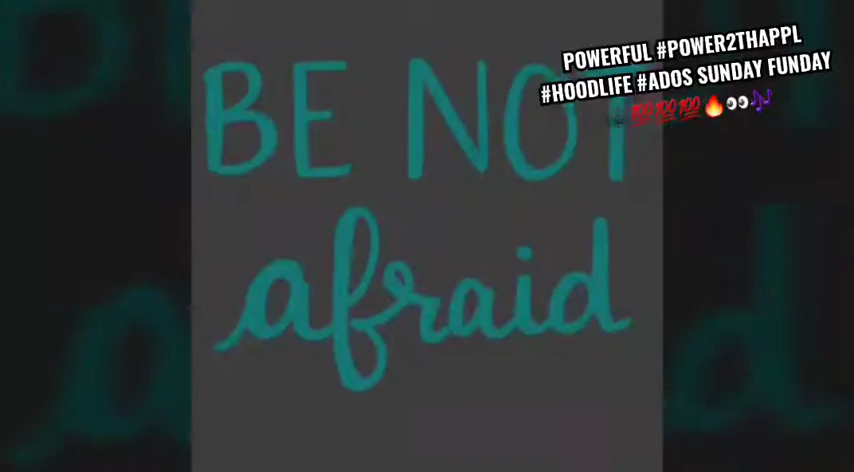 POWERFUL #POWER2THAPPL
#HOODLIFE #ADOS SUNDAY FUNDAY
💯💯💯🔥👀🎶
BE NOT
afraid